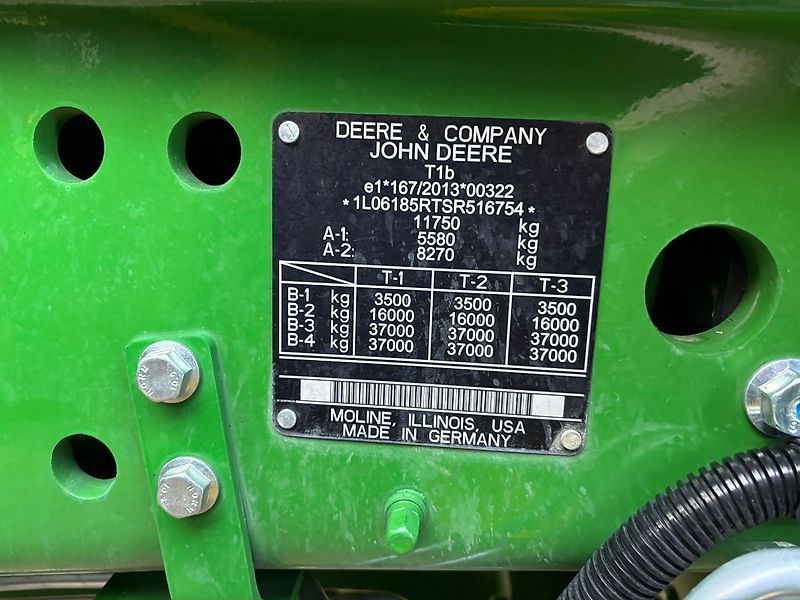 DEERE & COMPANY
JOHN DEERE
T1b
e1*167/2013*00322
*1L06185RTSR516754*
11750 kg
A-1: 5580 kg
A-2: 8270 kg
T-1 T-2 T-3
B-1 kg 3500 3500 3500
B-2 kg 16000 16000 16000
B-3 kg 37000 37000 37000
B-4 kg 37000 37000 37000
MOLINE, ILLINOIS, USA
MADE IN GERMANY